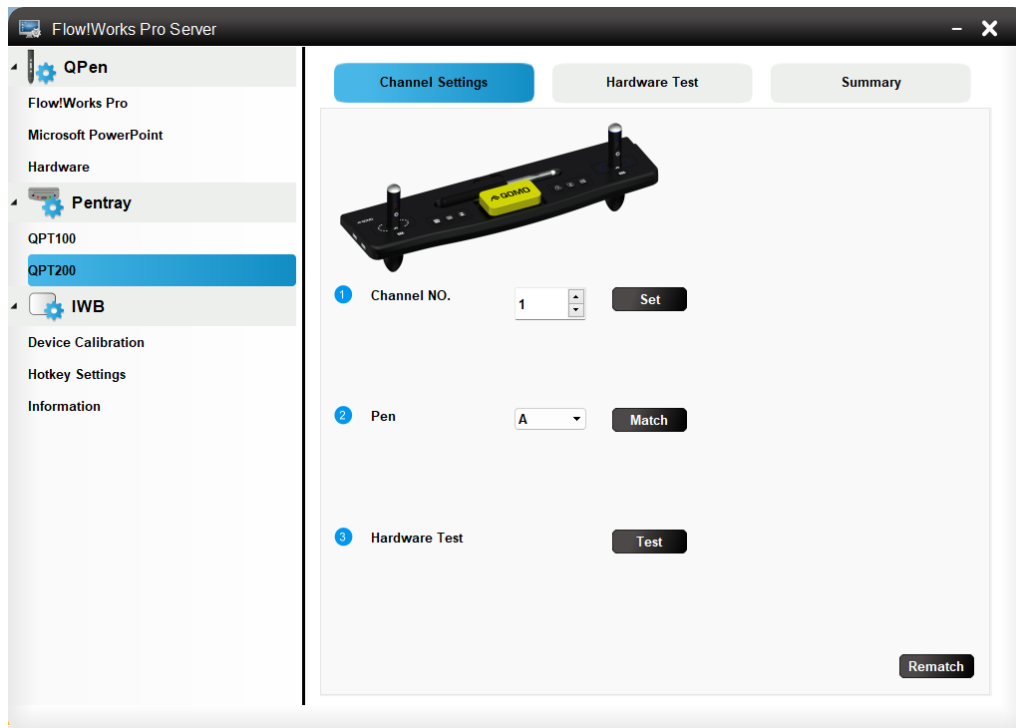 Flow!Works Pro Server
QPen
Flow!Works Pro
Microsoft PowerPoint
Hardware
Pentray
QPT100
QPT200
IWB
Device Calibration
Hotkey Settings
Information
Channel Settings
Hardware Test
Summary
QOMO
1 Channel NO. 1 Set
2 Pen A Match
3 Hardware Test Test
Rematch